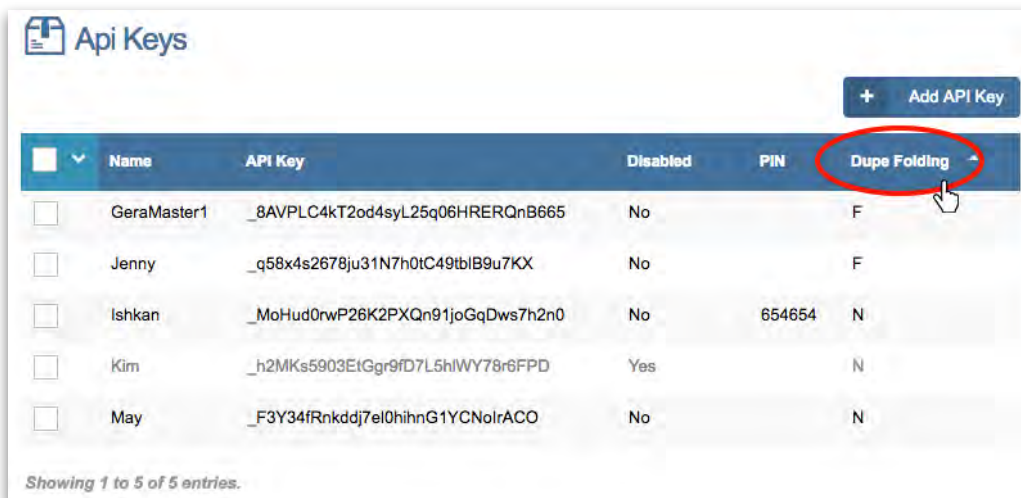 Api Keys
+ Add API Key
Name API Key Disabled PIN Dupe Folding
GeraMaster1 _8AVPLC4kT2od4syL25q06HRERQnB665 No F
Jenny _q58x4s2678ju31N7h0tC49tblB9u7KX No F
Ishkan _MoHud0rwP26K2PXQn91joGqDws7h2n0 No 654654 N
Kim _h2MKs5903EtGgr9fD7L5hlWY78r6FPD Yes N
May _F3Y34fRnkddj7el0hihnG1YCNolrACO No N
Showing 1 to 5 of 5 entries.